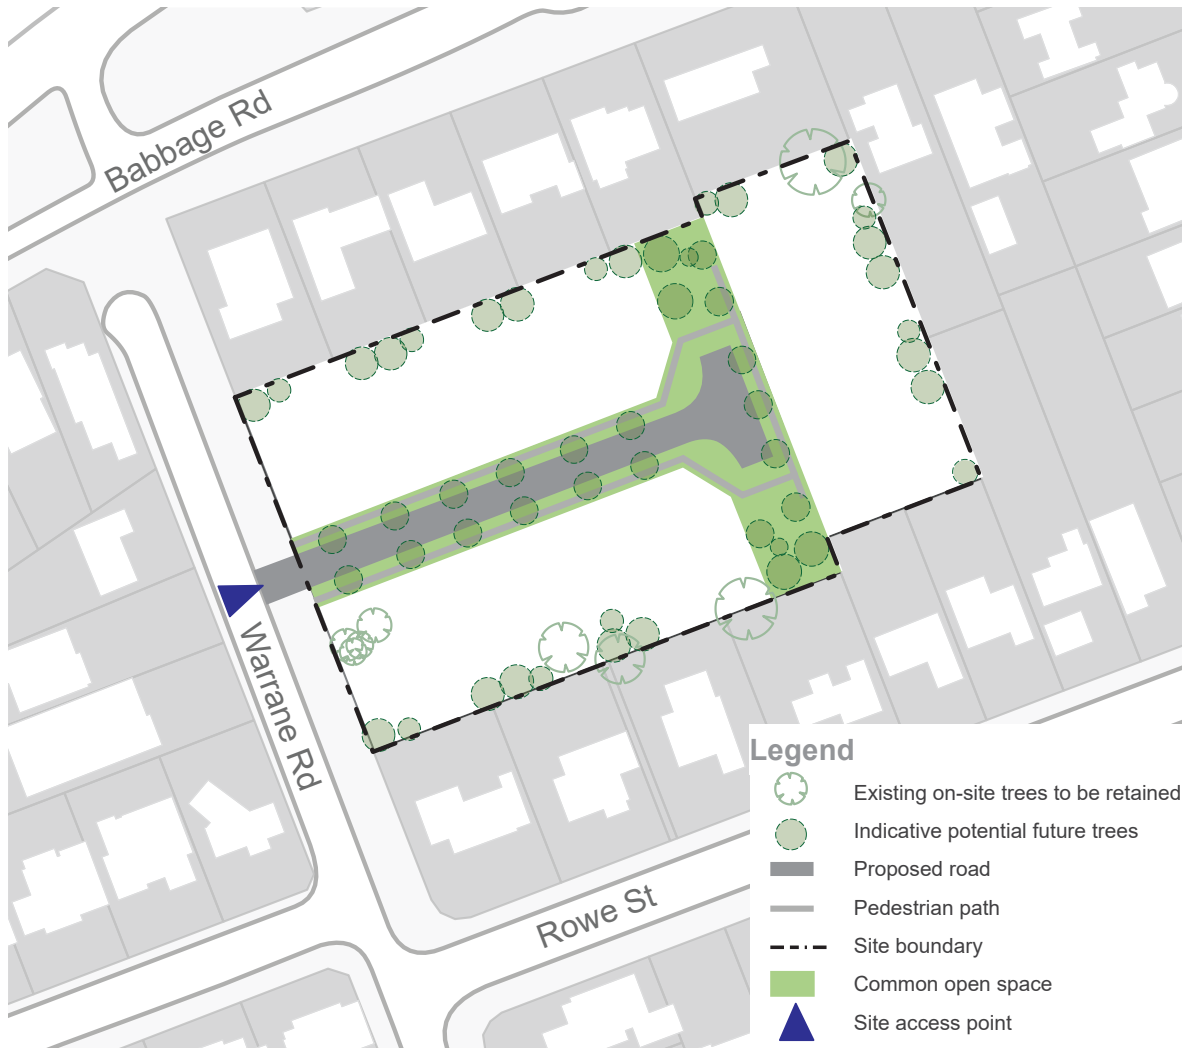 Babbage Rd
Warrane Rd
Rowe St
Legend
Existing on-site trees to be retained
Indicative potential future trees
Proposed road
Pedestrian path
Site boundary
Common open space
Site access point